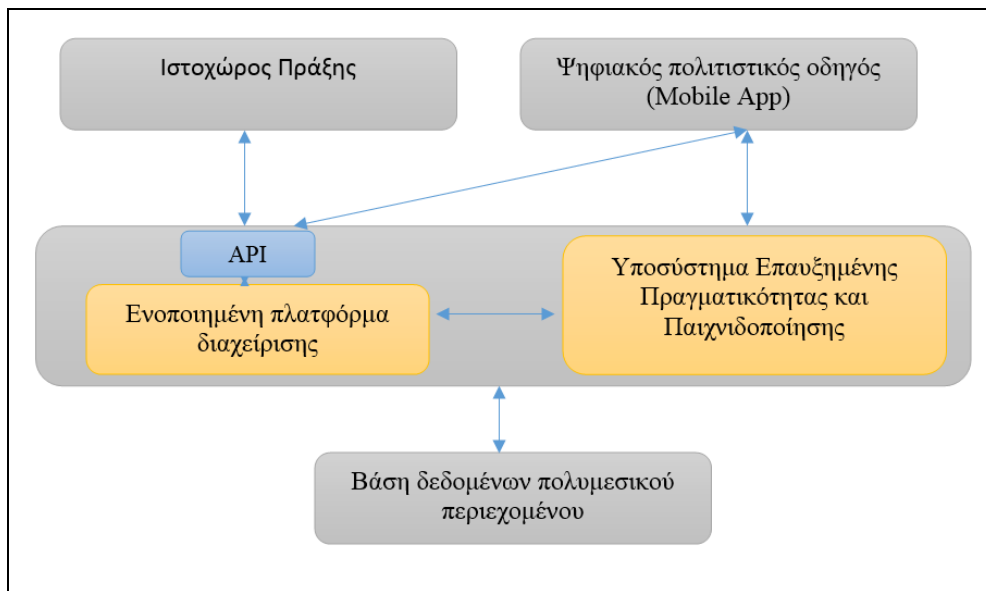 Ιστοχώρος Πράξης
Ψηφιακός πολιτιστικός οδηγός
(Mobile App)
API
Ενοποιημένη πλατφόρμα
διαχείρισης
Υποσύστημα Επαυξημένης
Πραγματικότητας και
Παιχνιδοποίησης
Βάση δεδομένων πολυμεσικού
περιεχομένου